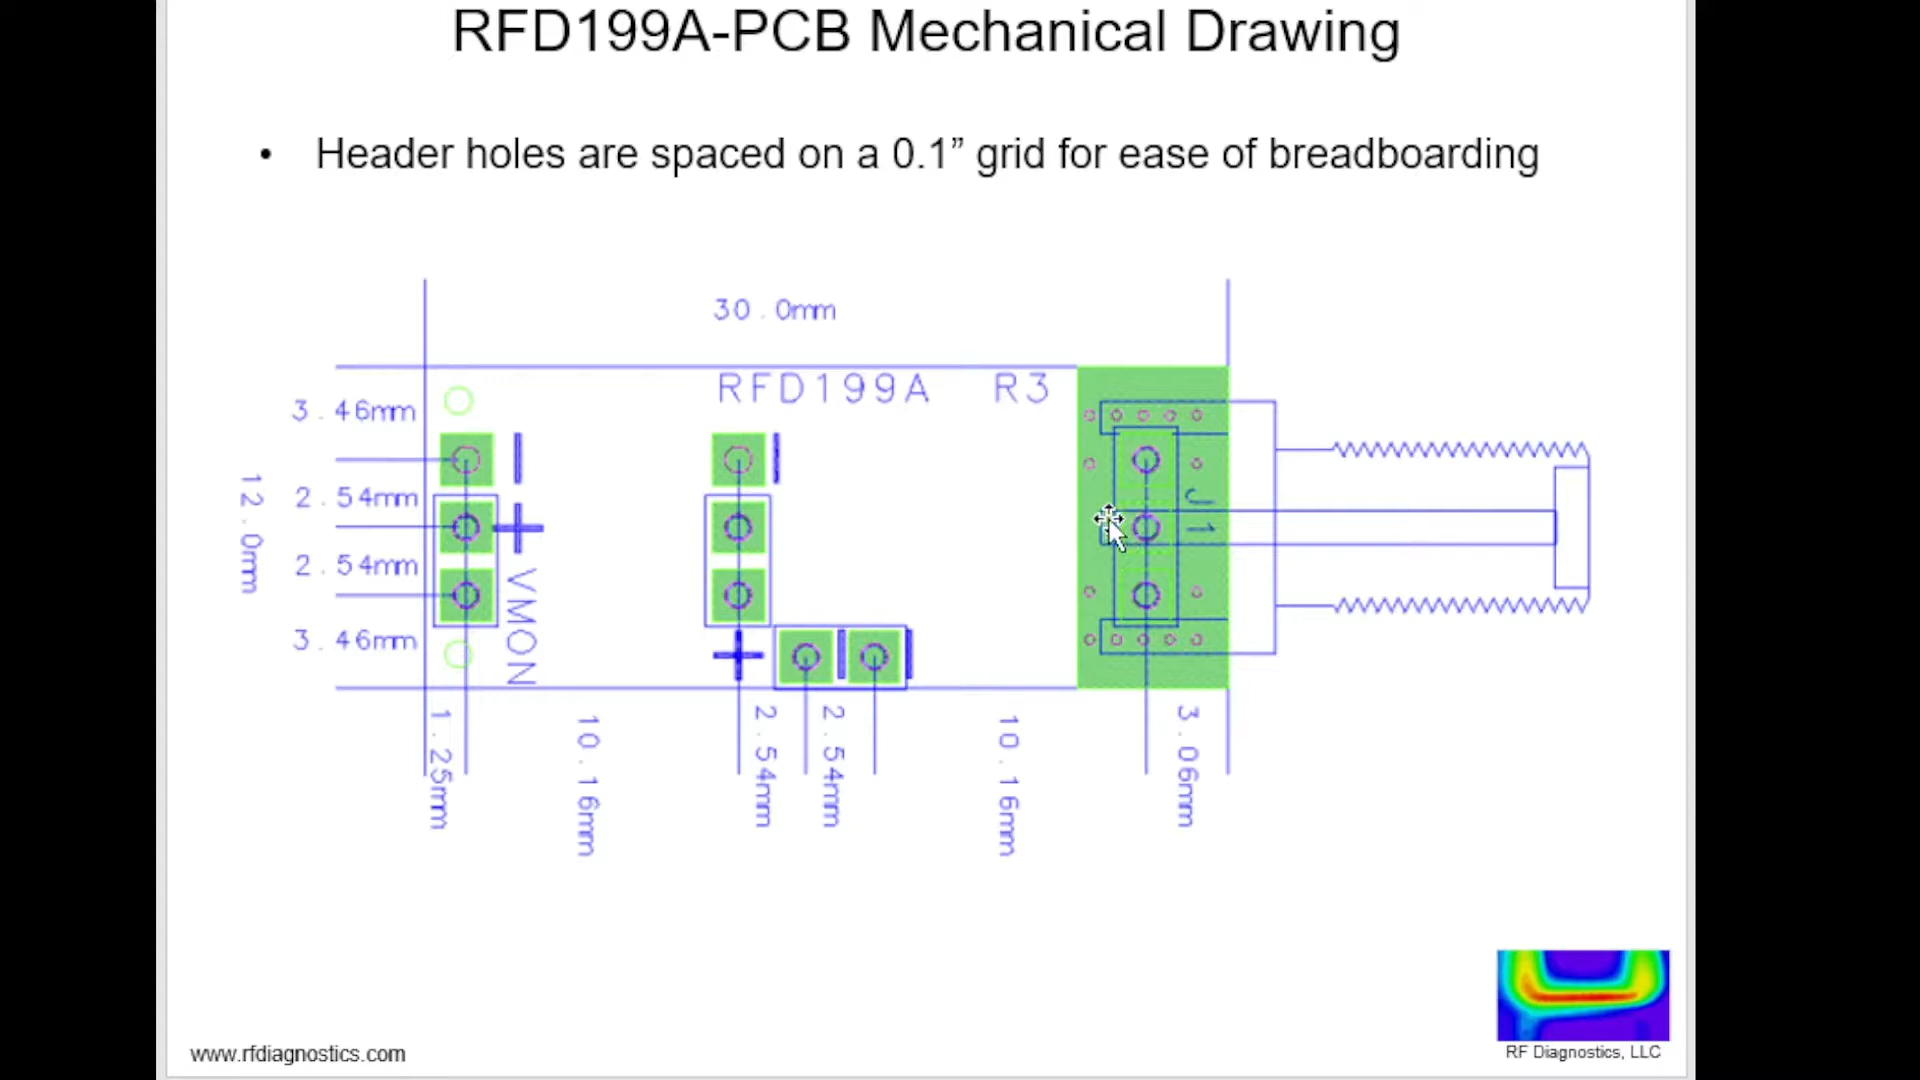 RFD199A-PCB Mechanical Drawing
• Header holes are spaced on a 0.1” grid for ease of breadboarding
30.0mm
RFD199A R3
3.46mm
2.54mm
12.0mm
2.54mm
3.46mm
VMON
J1
1.25mm
10.16mm
2.54mm
2.54mm
10.16mm
3.06mm
www.rfdiagnostics.com
RF Diagnostics, LLC